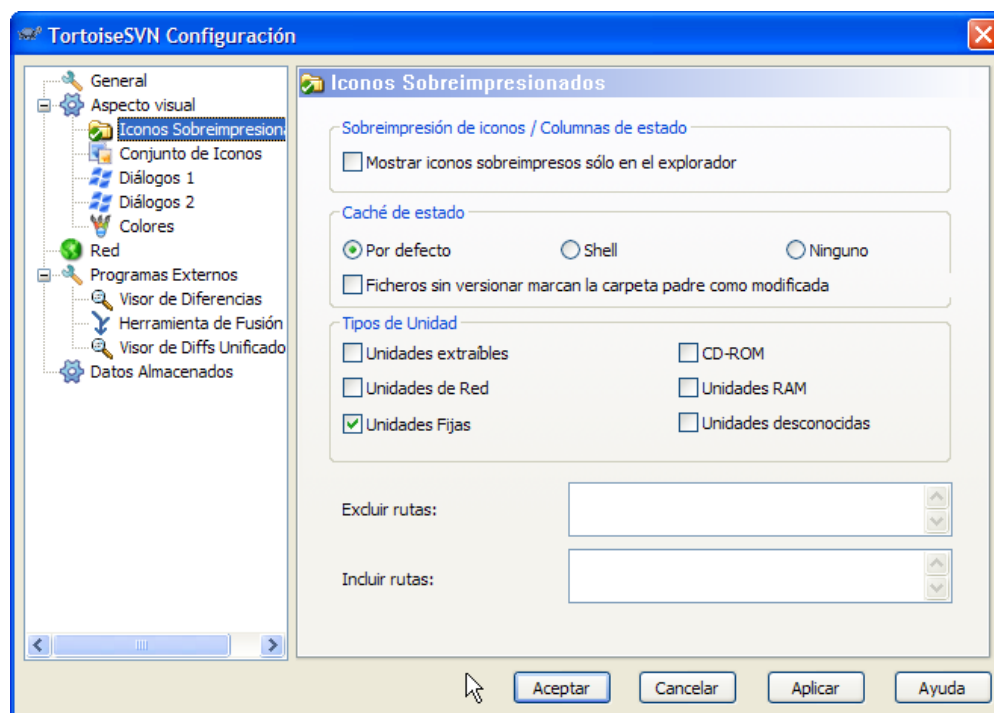 TortoiseSVN Configuración
General
Aspecto visual
Iconos Sobreimpresion
Conjunto de Iconos
Diálogos 1
Diálogos 2
Colores
Red
Programas Externos
Visor de Diferencias
Herramienta de Fusión
Visor de Diffs Unificado
Datos Almacenados
Iconos Sobreimpresionados
Sobreimpresión de iconos / Columnas de estado
Mostrar iconos sobreimpresos sólo en el explorador
Caché de estado
Por defecto Shell Ninguno
Ficheros sin versionar marcan la carpeta padre como modificada
Tipos de Unidad
Unidades extraíbles CD-ROM
Unidades de Red Unidades RAM
Unidades Fijas Unidades desconocidas
Excluir rutas:
Incluir rutas:
Aceptar Cancelar Aplicar Ayuda